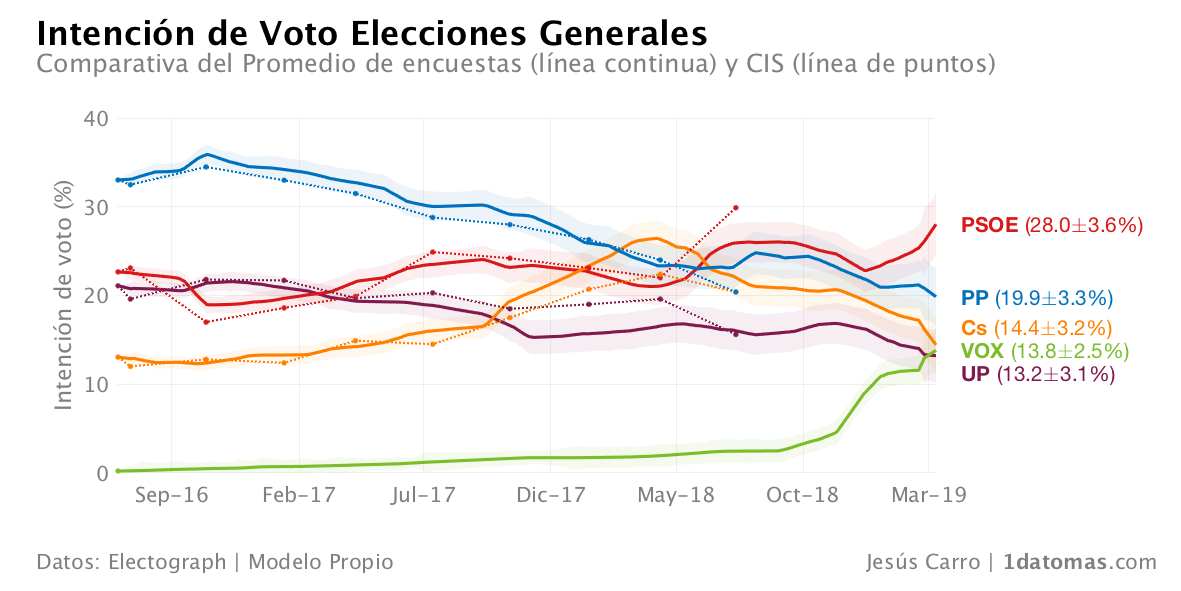 Intención de Voto Elecciones Generales
Comparativa del Promedio de encuestas (línea continua) y CIS (línea de puntos)
Intención de voto (%)
40
30
20
10
0
Sep-16 Feb-17 Jul-17 Dic-17 May-18 Oct-18 Mar-19
PSOE (28.0±3.6%)
PP (19.9±3.3%)
Cs (14.4±3.2%)
VOX (13.8±2.5%)
UP (13.2±3.1%)
Datos: Electograph | Modelo Propio
Jesús Carro | 1datomas.com